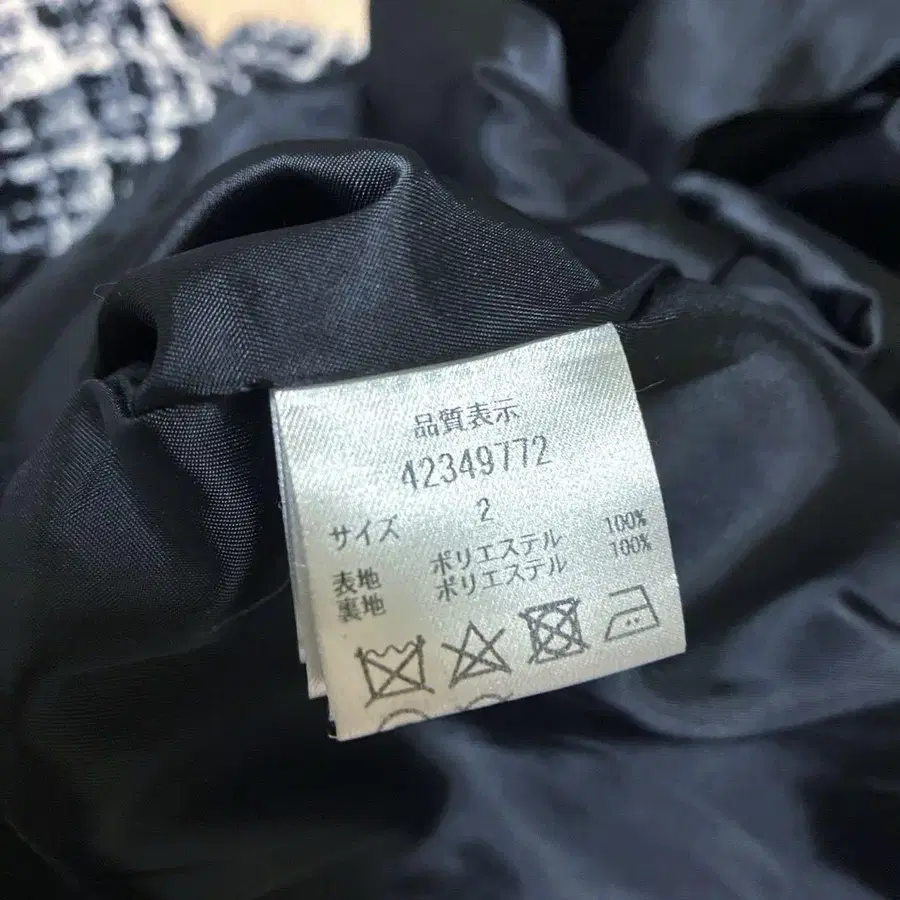 品質表示
42349772
サイズ 2
表地 ポリエステル 100%
裏地 ポリエステル 100%